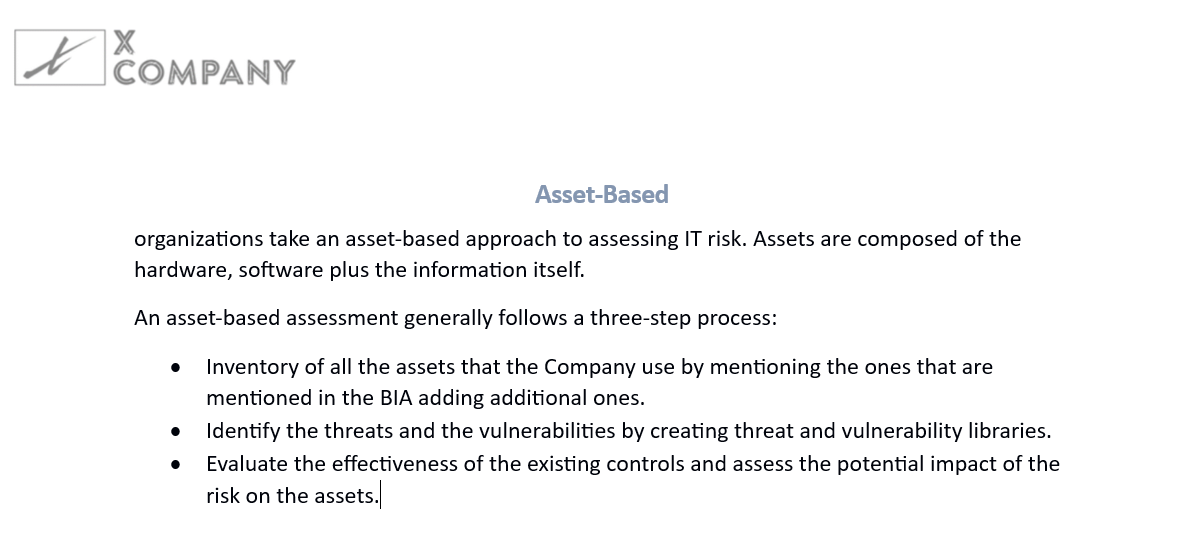 X
COMPANY
Asset-Based
organizations take an asset-based approach to assessing IT risk. Assets are composed of the
hardware, software plus the information itself.
An asset-based assessment generally follows a three-step process:
• Inventory of all the assets that the Company use by mentioning the ones that are
mentioned in the BIA adding additional ones.
• Identify the threats and the vulnerabilities by creating threat and vulnerability libraries.
• Evaluate the effectiveness of the existing controls and assess the potential impact of the
risk on the assets.